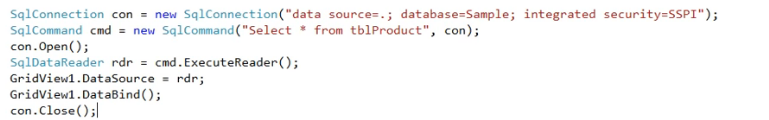 SqlConnection con = new SqlConnection("data source=.; database=Sample; integrated security=SSPI");
SqlCommand cmd = new SqlCommand("Select * from tblProduct", con);
con.Open();
SqlDataReader rdr = cmd.ExecuteReader();
GridView1.DataSource = rdr;
GridView1.DataBind();
con.Close();